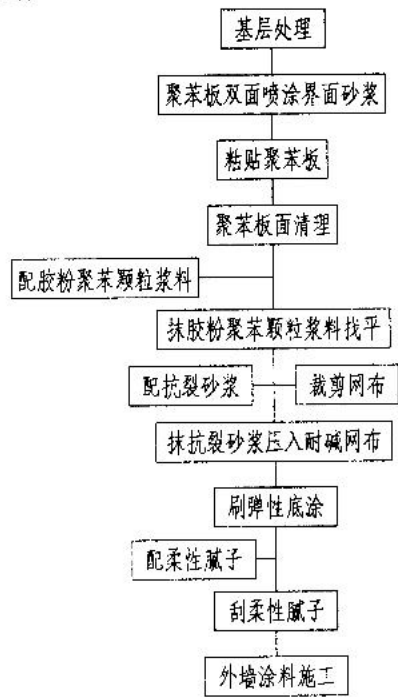 基层处理
聚苯板双面喷涂界面砂浆
粘贴聚苯板
聚苯板面清理
配胶粉聚苯颗粒浆料
抹胶粉聚苯颗粒浆料找平
配抗裂砂浆
裁剪网布
抹抗裂砂浆压入耐碱网布
刷弹性底涂
配柔性腻子
刮柔性腻子
外墙涂料施工